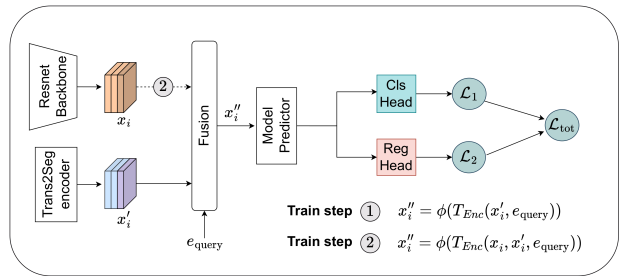 Resnet
Backbone
x_i
2
Trans2Seg
encoder
x'_i
Fusion
e_query
x''_i
Model
Predictor
Cls
Head
Reg
Head
ℒ_1
ℒ_2
ℒ_tot
Train step 1 x''_i = ϕ(T_Enc(x'_i, e_query))
Train step 2 x''_i = ϕ(T_Enc(x_i, x'_i, e_query))